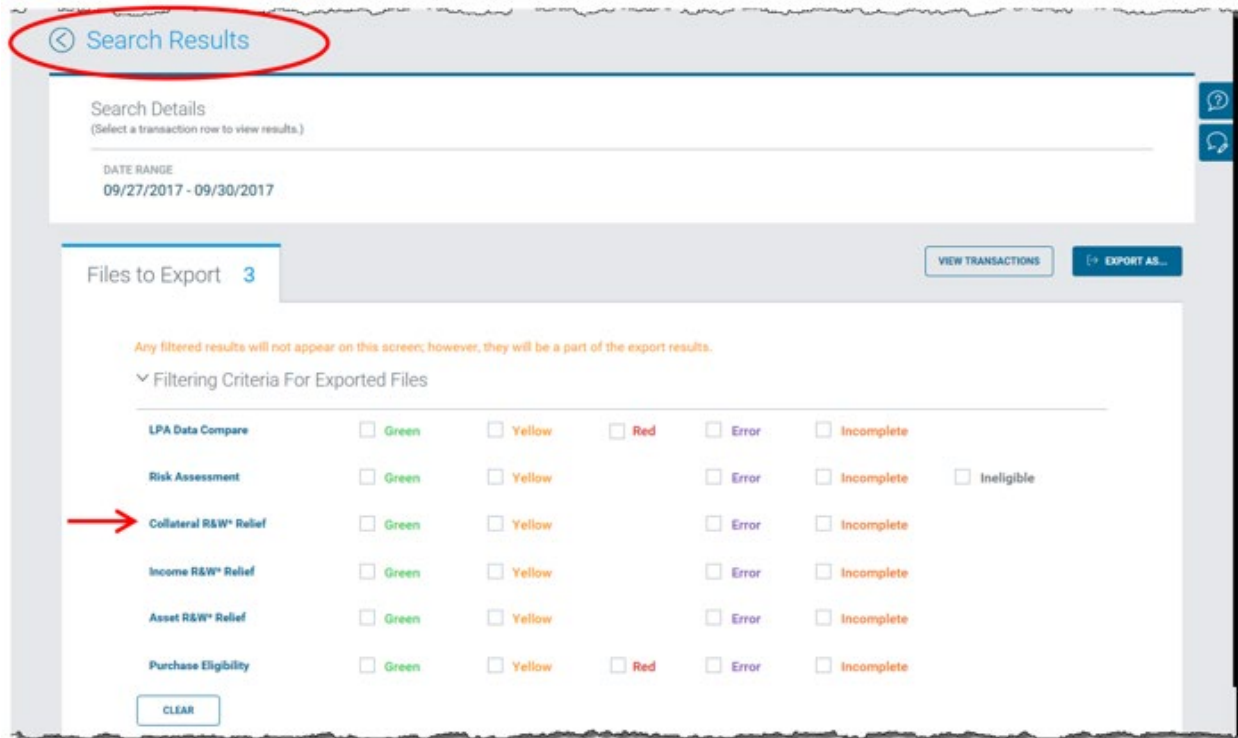 Search Results
Search Details
(Select a transaction row to view results.)
DATE RANGE
09/27/2017 - 09/30/2017
Files to Export 3
VIEW TRANSACTIONS
EXPORT AS...
Any filtered results will not appear on this screen; however, they will be a part of the export results.
Filtering Criteria For Exported Files
LPA Data Compare Green Yellow Red Error Incomplete
Risk Assessment Green Yellow Error Incomplete Ineligible
Collateral R&W* Relief Green Yellow Error Incomplete
Income R&W* Relief Green Yellow Error Incomplete
Asset R&W* Relief Green Yellow Error Incomplete
Purchase Eligibility Green Yellow Red Error Incomplete
CLEAR